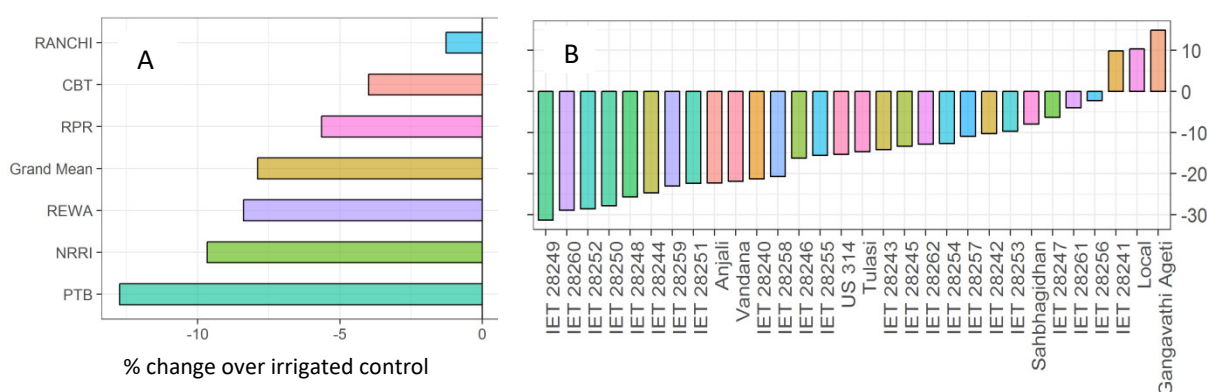 A
RANCHI
CBT
RPR
Grand Mean
REWA
NRRI
PTB
-10
-5
0
% change over irrigated control
B
10
0
-10
-20
-30
IET 28249
IET 28260
IET 28252
IET 28250
IET 28248
IET 28244
IET 28259
IET 28251
Anjali
Vandana
IET 28240
IET 28258
IET 28246
IET 28255
US 314
Tulasi
IET 28243
IET 28245
IET 28262
IET 28254
IET 28257
IET 28242
IET 28253
Sahbhagidhan
IET 28247
IET 28261
IET 28256
IET 28241
Local
Gangavathi Ageti